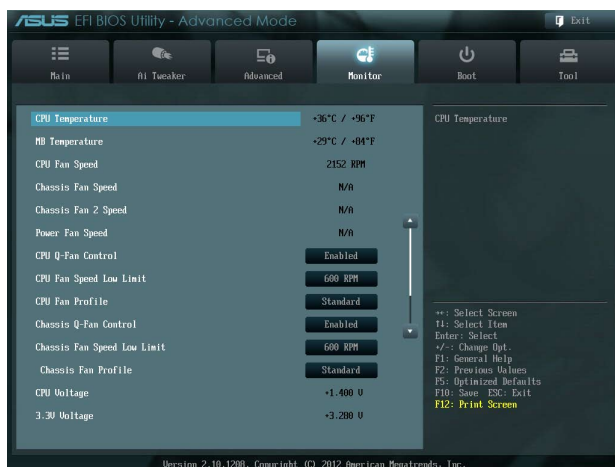 ASUS EFI BIOS Utility - Advanced Mode
Exit
Main
Ai Tweaker
Advanced
Monitor
Boot
Tool
CPU Temperature +36°C / +96°F
MB Temperature +29°C / +84°F
CPU Fan Speed 2152 RPM
Chassis Fan Speed N/A
Chassis Fan 2 Speed N/A
Power Fan Speed N/A
CPU Q-Fan Control Enabled
CPU Fan Speed Low Limit 600 RPM
CPU Fan Profile Standard
Chassis Q-Fan Control Enabled
Chassis Fan Speed Low Limit 600 RPM
Chassis Fan Profile Standard
CPU Voltage +1.400 V
3.3V Voltage +3.280 V
CPU Temperature
→←: Select Screen
↑↓: Select Item
Enter: Select
+/-: Change Opt.
F1: General Help
F2: Previous Values
F5: Optimized Defaults
F10: Save ESC: Exit
F12: Print Screen
Version 2.10.1208. Copyright (C) 2012 American Megatrends, Inc.